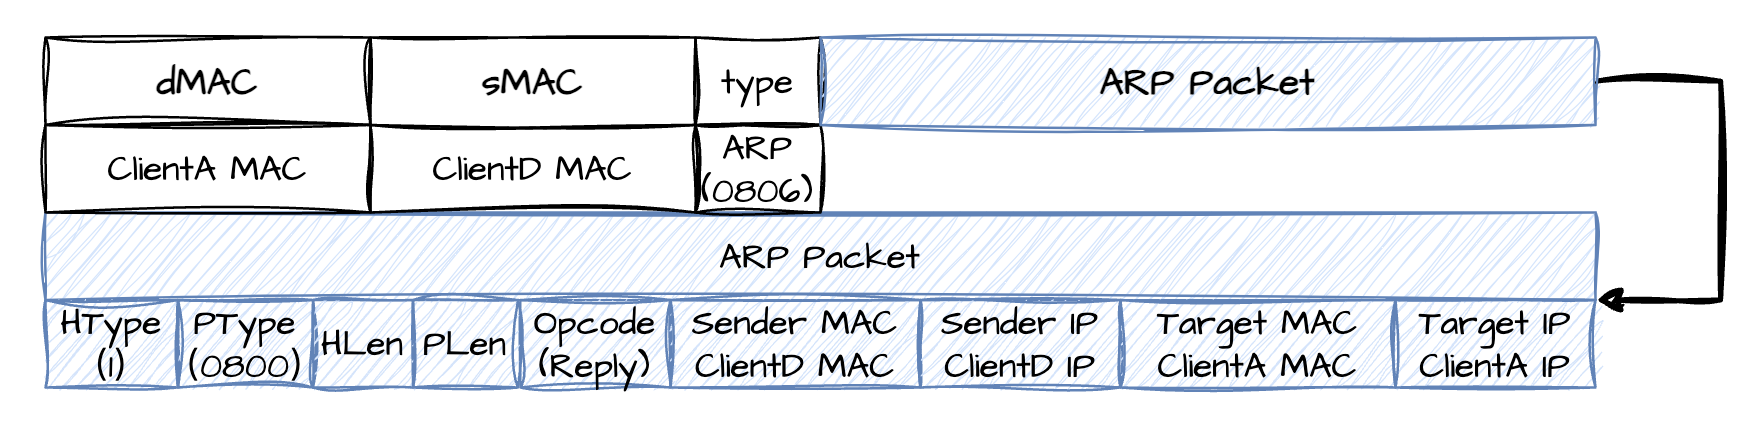 dMAC
sMAC
type
ARP Packet
ClientA MAC
ClientD MAC
ARP
(0806)
ARP Packet
HType
(1)
PType
(0800)
HLen
PLen
Opcode
(Reply)
Sender MAC
ClientD MAC
Sender IP
ClientD IP
Target MAC
ClientA MAC
Target IP
ClientA IP